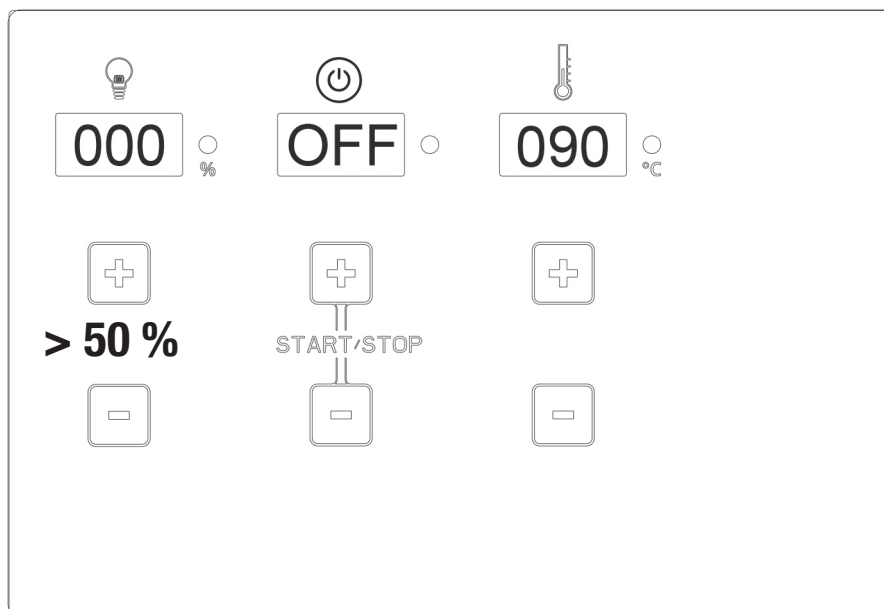 000 % OFF 090 °C
+ + +
> 50 % START/STOP
- - -